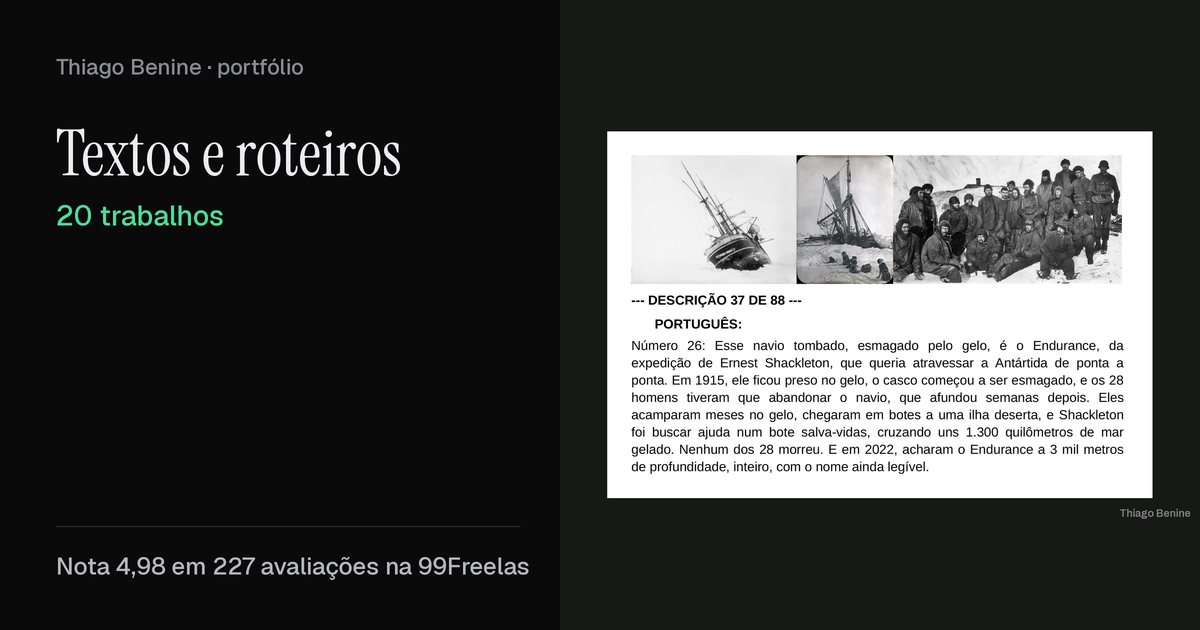 Thiago Benine · portfólio
Textos e roteiros
20 trabalhos
Nota 4,98 em 227 avaliações na 99Freelas
--- DESCRIÇÃO 37 DE 88 ---
PORTUGUÊS:
Número 26: Esse navio tombado, esmagado pelo gelo, é o Endurance, da
expedição de Ernest Shackleton, que queria atravessar a Antártida de ponta a
ponta. Em 1915, ele ficou preso no gelo, o casco começou a ser esmagado, e os 28
homens tiveram que abandonar o navio, que afundou semanas depois. Eles
acamparam meses no gelo, chegaram em botes a uma ilha deserta, e Shackleton
foi buscar ajuda num bote salva-vidas, cruzando uns 1.300 quilômetros de mar
gelado. Nenhum dos 28 morreu. E em 2022, acharam o Endurance a 3 mil metros
de profundidade, inteiro, com o nome ainda legível.
Thiago Benine